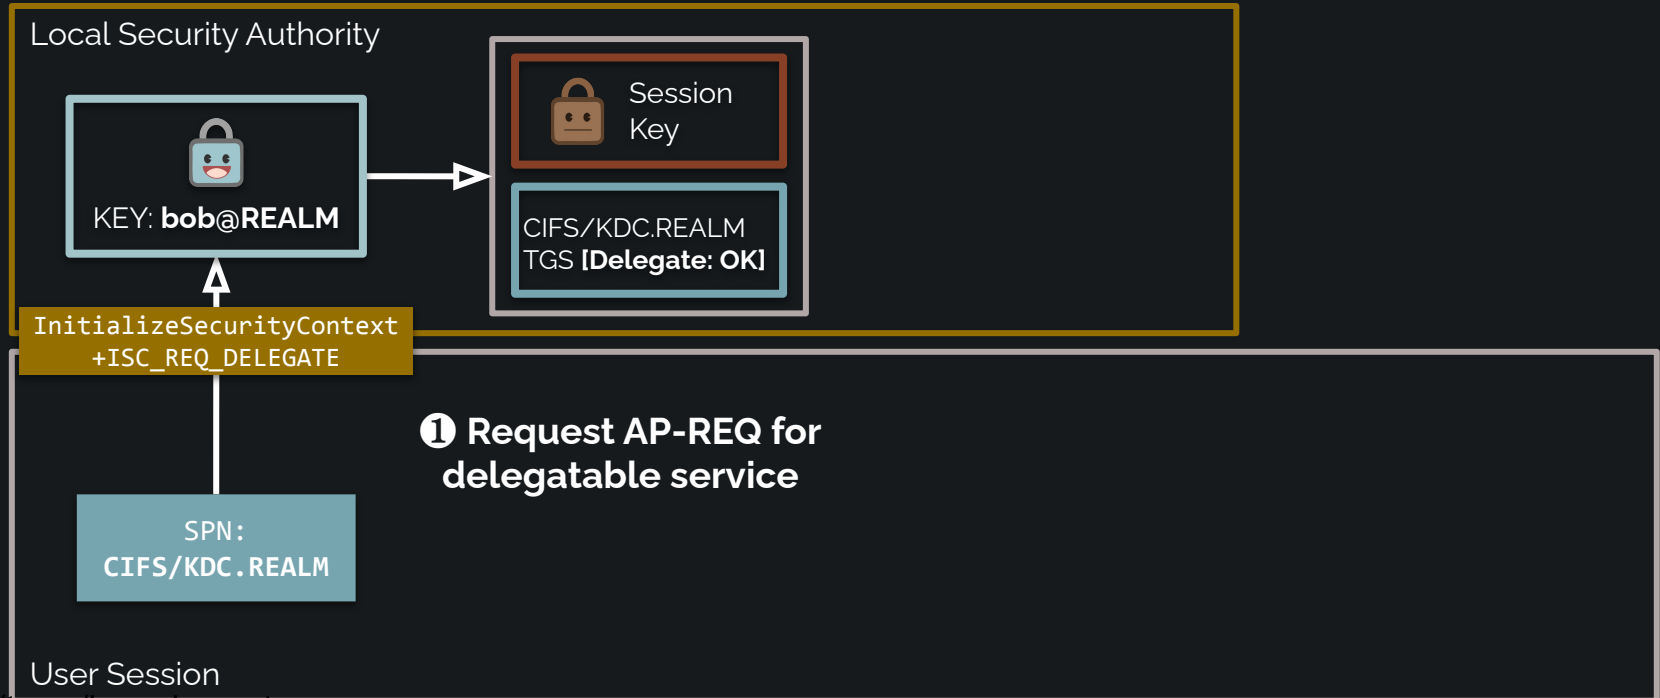 Local Security Authority
Session
Key
KEY: bob@REALM
CIFS/KDC.REALM
TGS [Delegate: OK]
InitializeSecurityContext
+ISC_REQ_DELEGATE
❶ Request AP-REQ for
delegatable service
SPN:
CIFS/KDC.REALM
User Session